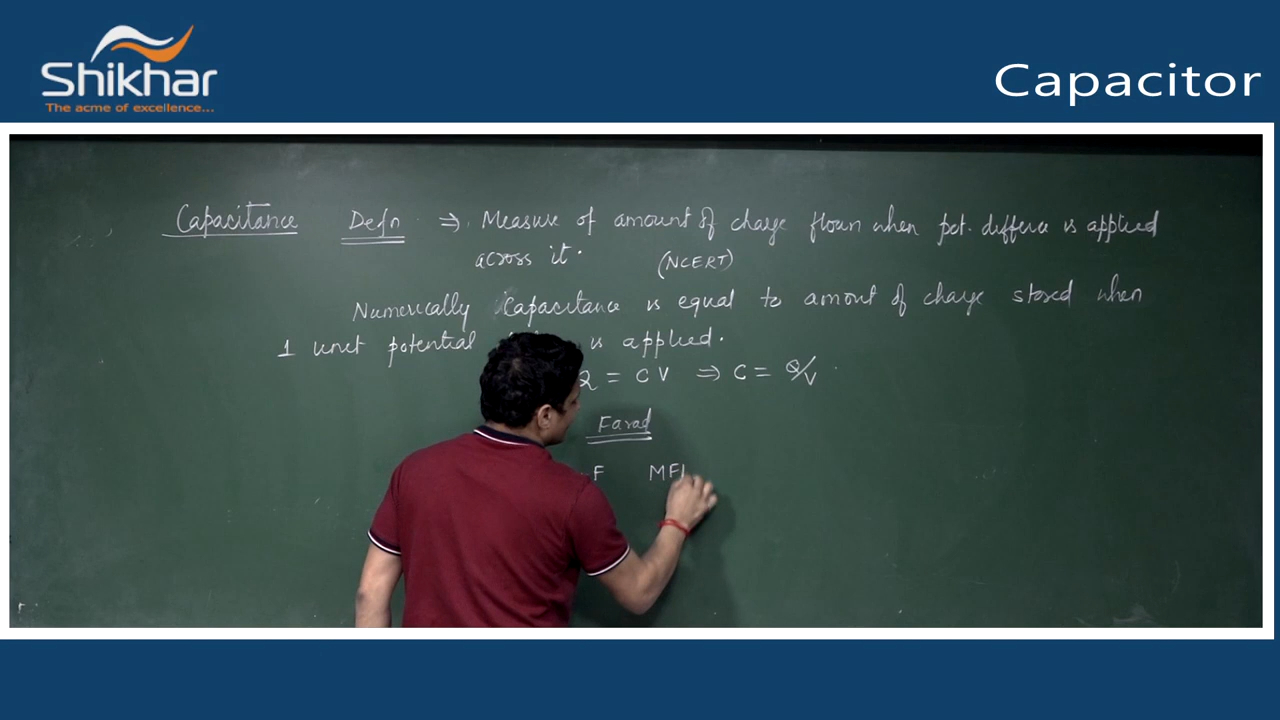 Shikhar
The acme of excellence...
Capacitor
Capacitance Defn ⇒ Measure of amount of charge flown when pot. diffence is applied
across it.
(NCERT)
Numerically Capacitance is equal to amount of charge stored when
1 unit potential is applied.
= CV ⇒ C = Q/V
Farad
F MF